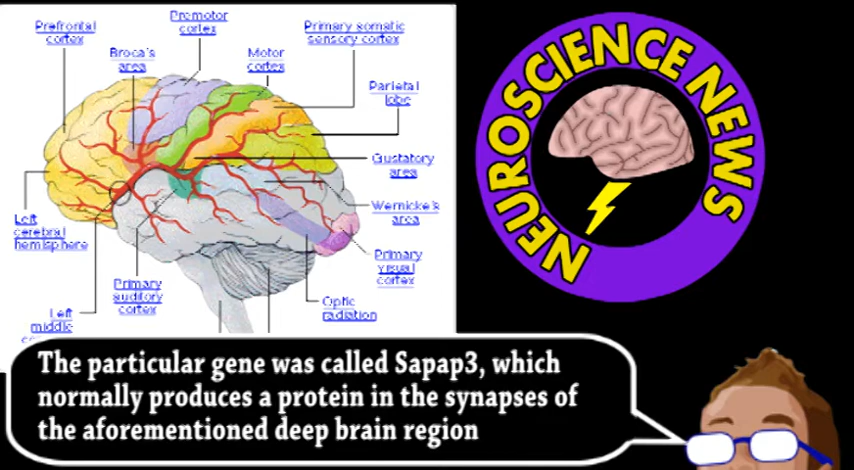 Prefrontal
cortex
Premotor
cortex
Primary somatic
sensory cortex
Broca's
area
Motor
cortex
Parietal
lobe
Gustatory
area
Wernicke's
area
Primary
visual
cortex
Optic
radiation
Primary
auditory
cortex
Left
cerebral
hemisphere
Left
middle
NEUROSCIENCE NEWS
The particular gene was called Sapap3, which
normally produces a protein in the synapses of
the aforementioned deep brain region